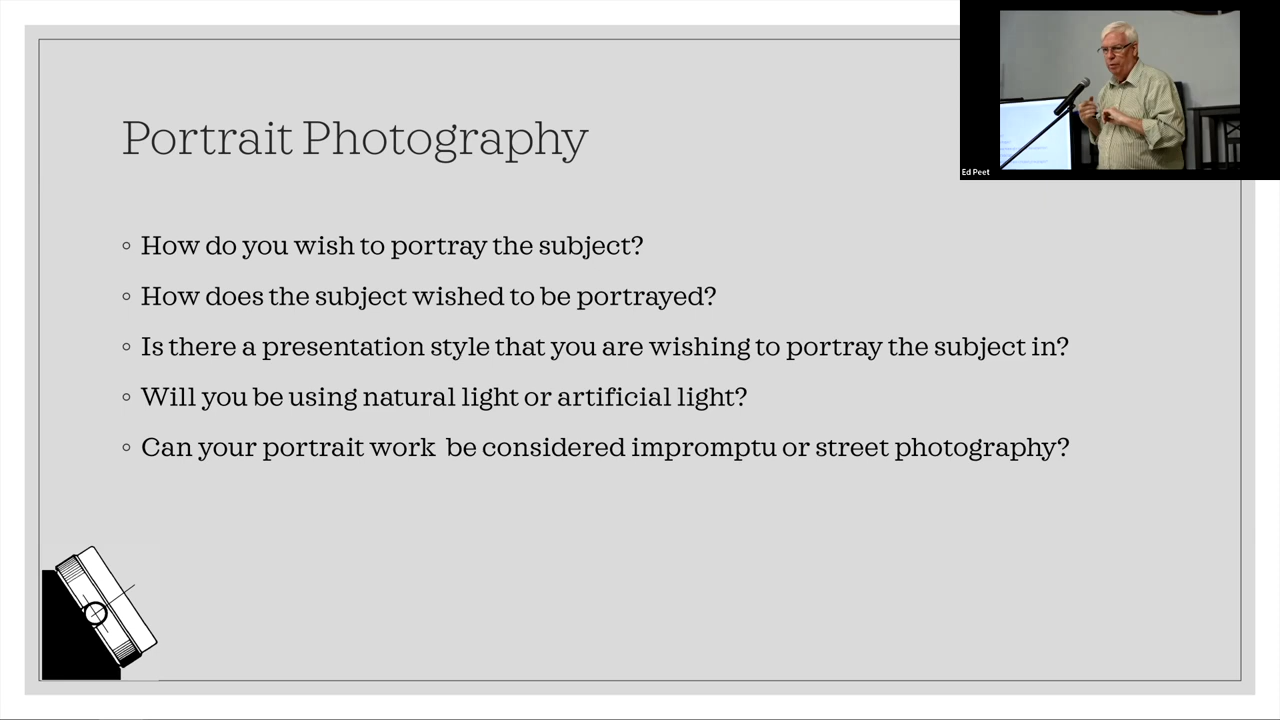 Portrait Photography
Ed Peet
◦ How do you wish to portray the subject?
◦ How does the subject wished to be portrayed?
◦ Is there a presentation style that you are wishing to portray the subject in?
◦ Will you be using natural light or artificial light?
◦ Can your portrait work  be considered impromptu or street photography?